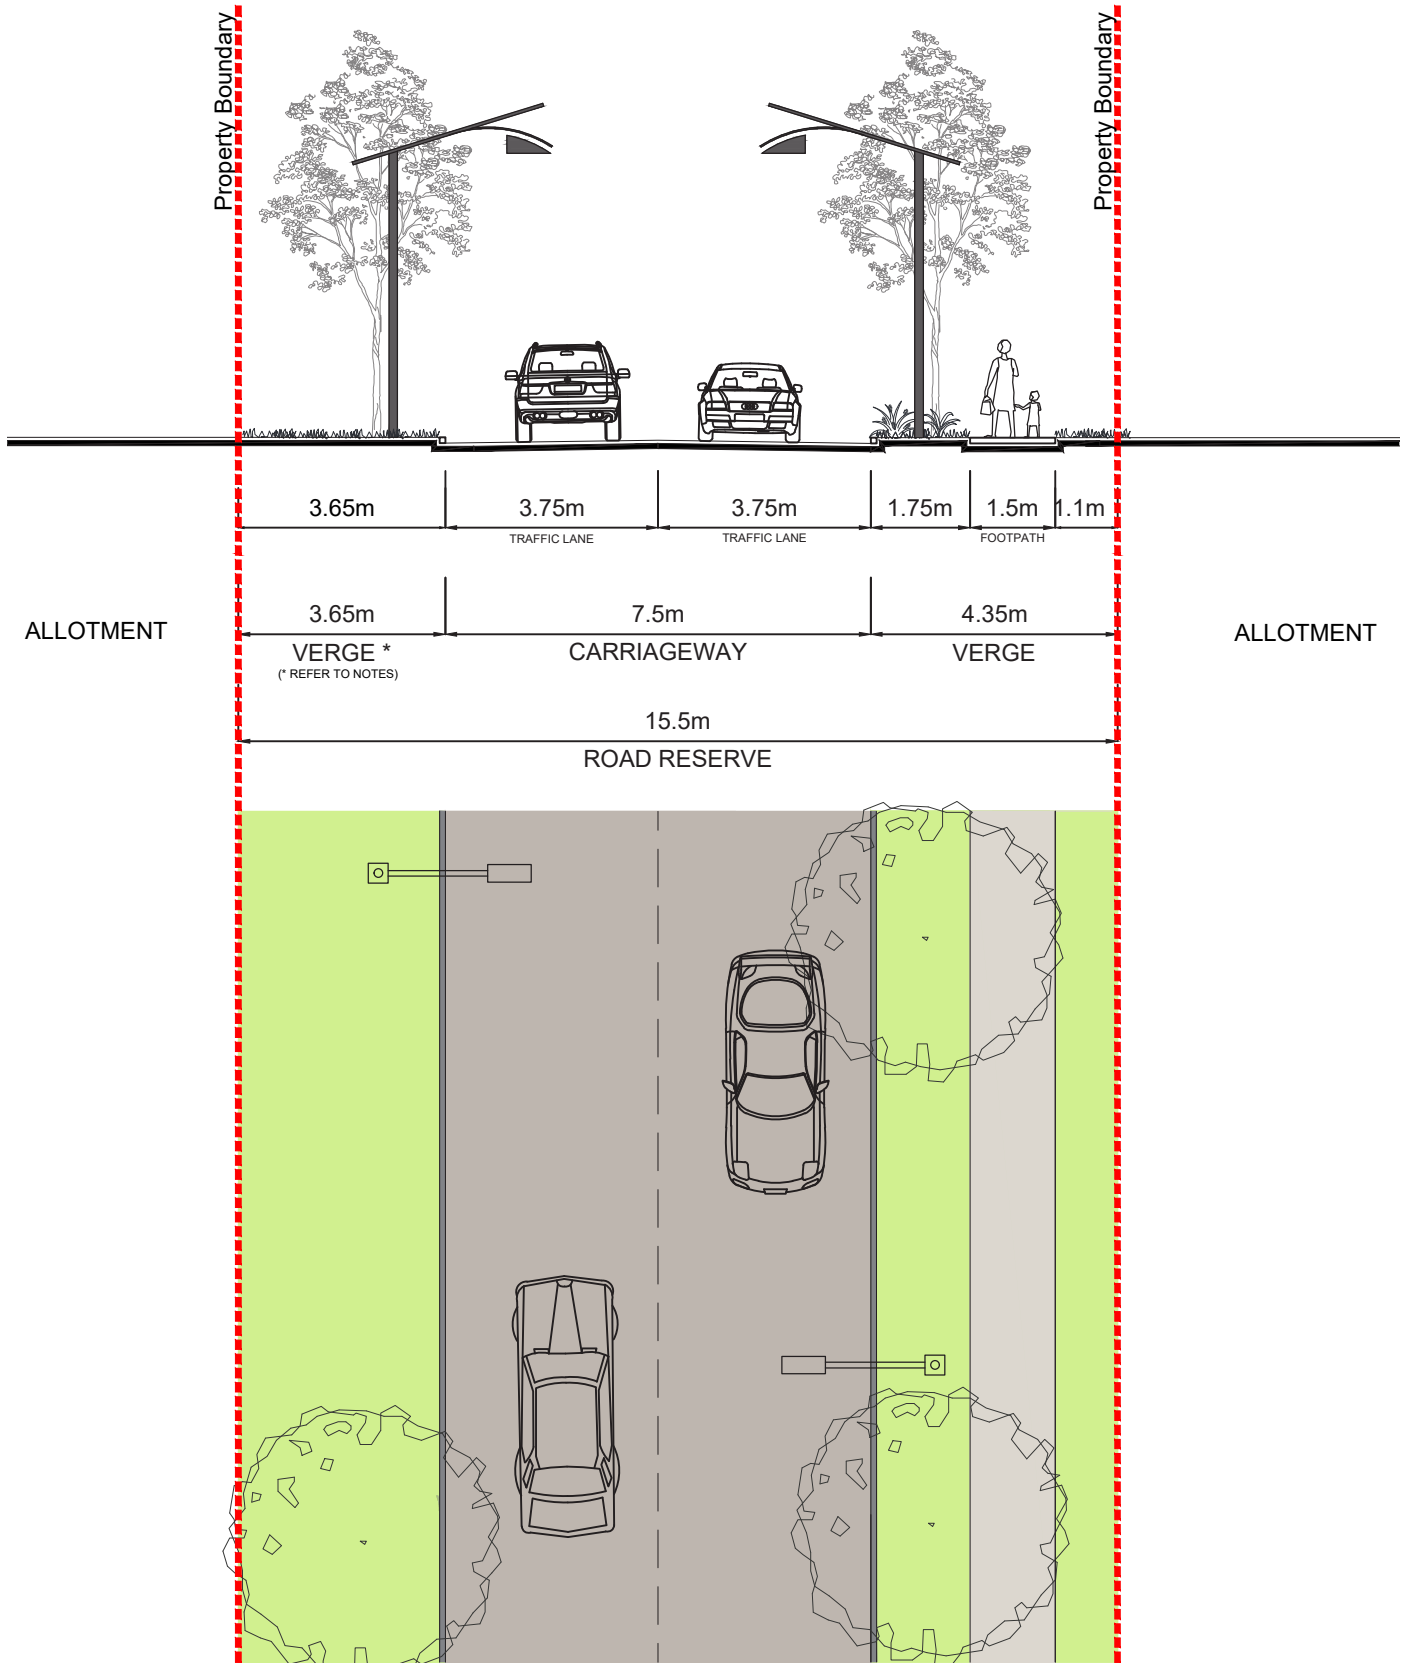 Property Boundary
Property Boundary
3.65m
3.75m
3.75m
1.75m
1.5m
1.1m
TRAFFIC LANE
TRAFFIC LANE
FOOTPATH
3.65m
7.5m
4.35m
ALLOTMENT
ALLOTMENT
VERGE *
CARRIAGEWAY
VERGE
(* REFER TO NOTES)
15.5m
ROAD RESERVE